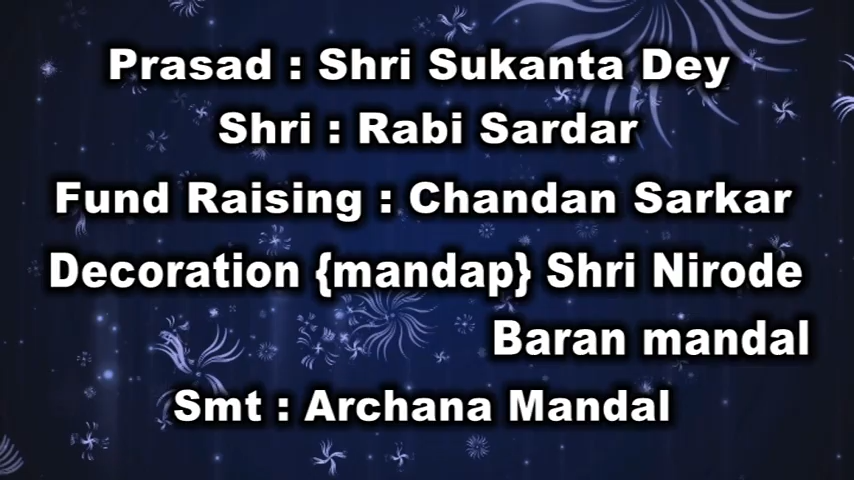 Prasad : Shri Sukanta Dey
Shri : Rabi Sardar
Fund Raising : Chandan Sarkar
Decoration {mandap} Shri Nirode
Baran mandal
Smt : Archana Mandal